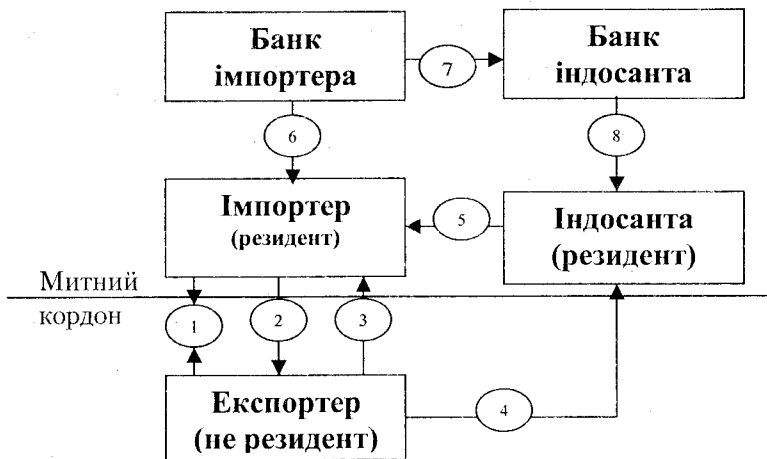 Банк
імпортера
7
Банк
індосанта
6
8
Імпортер
(резидент)
5
Індосанта
(резидент)
Митний
кордон
1
2
3
Експортер
(не резидент)
4